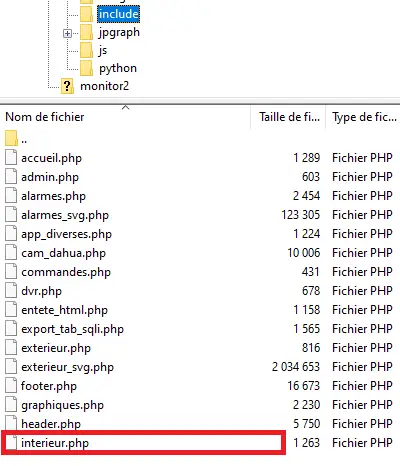 include
jpgraph
js
python
monitor2
Nom de fichier Taille de fi... Type de fic...
..
accueil.php 1 289 Fichier PHP
admin.php 603 Fichier PHP
alarmes.php 2 454 Fichier PHP
alarmes_svg.php 123 305 Fichier PHP
app_diverses.php 1 224 Fichier PHP
cam_dahua.php 10 006 Fichier PHP
commandes.php 431 Fichier PHP
dvr.php 678 Fichier PHP
entete_html.php 1 158 Fichier PHP
export_tab_sqli.php 1 565 Fichier PHP
exterieur.php 816 Fichier PHP
exterieur_svg.php 2 034 653 Fichier PHP
footer.php 16 673 Fichier PHP
graphiques.php 2 230 Fichier PHP
header.php 5 750 Fichier PHP
interieur.php 1 263 Fichier PHP